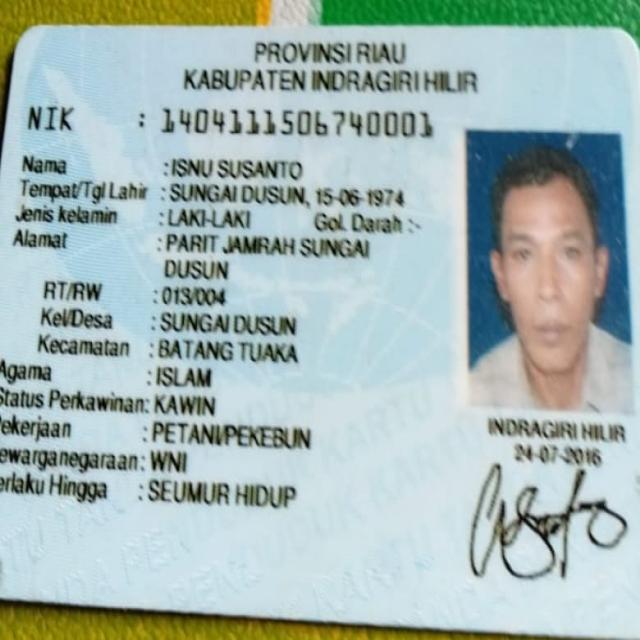 PROVINSI RIAU
KABUPATEN INDRAGIRI HILIR
NIK : 1404111506740001
Nama : ISNU SUSANTO
Tempat/Tgl Lahir : SUNGAI DUSUN, 15-06-1974
Jenis kelamin : LAKI-LAKI Gol. Darah :-
Alamat : PARIT JAMRAH SUNGAI
DUSUN
RT/RW : 013/004
Kel/Desa : SUNGAI DUSUN
Kecamatan : BATANG TUAKA
Agama : ISLAM
Status Perkawinan: KAWIN
Pekerjaan : PETANI/PEKEBUN
ewarganegaraan: WNI
erlaku Hingga : SEUMUR HIDUP
INDRAGIRI HILIR
24-07-2016